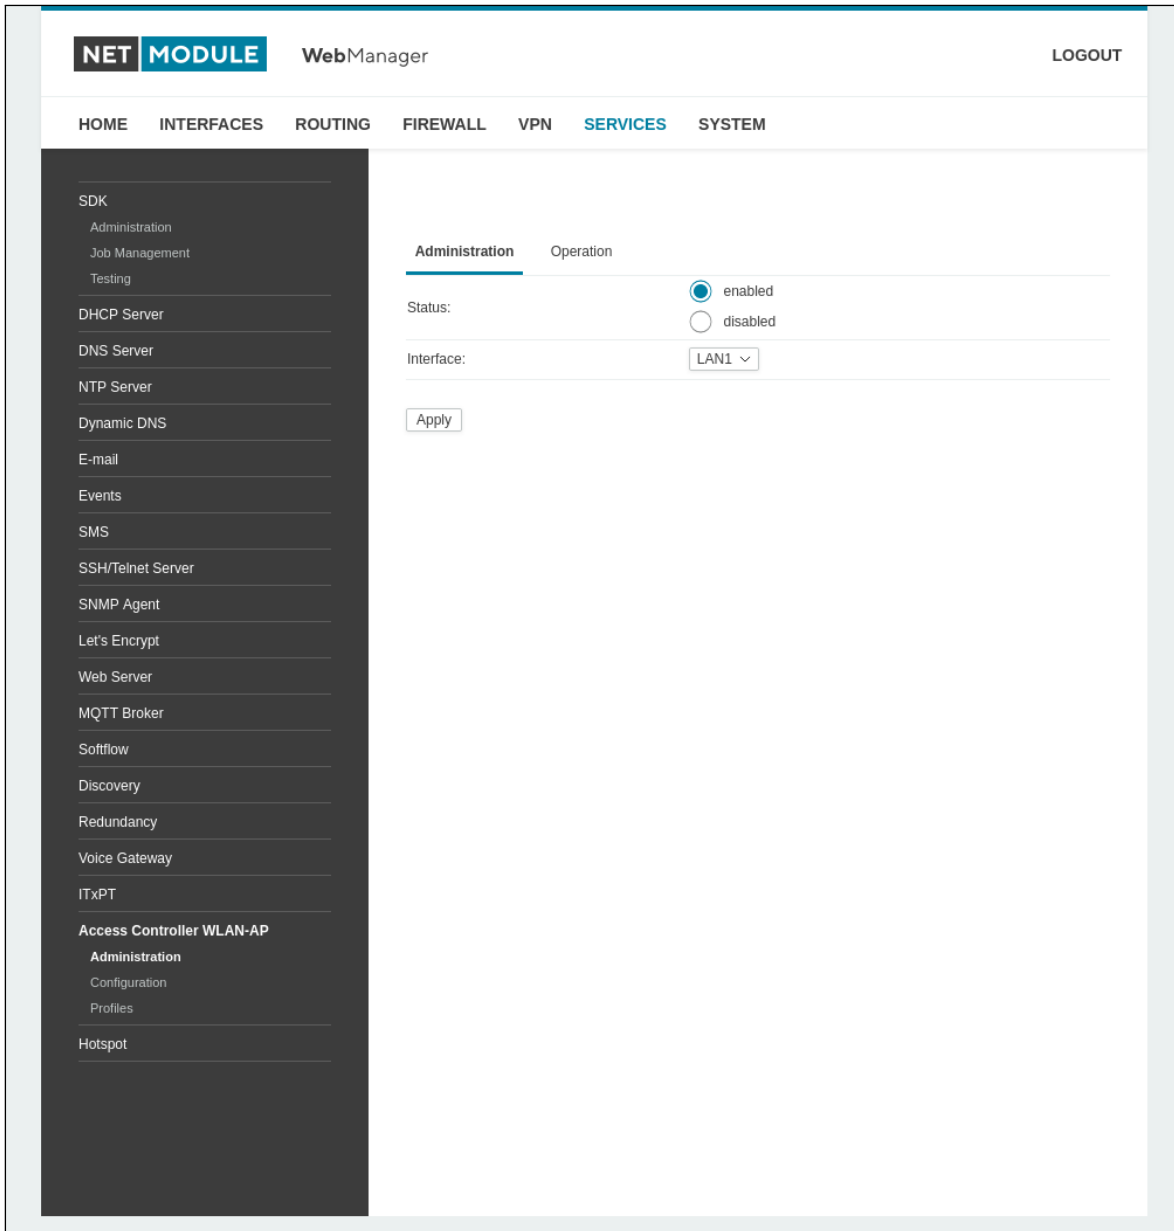 NET MODULE WebManager LOGOUT
HOME INTERFACES ROUTING FIREWALL VPN SERVICES SYSTEM
SDK
Administration
Job Management
Testing
DHCP Server
DNS Server
NTP Server
Dynamic DNS
E-mail
Events
SMS
SSH/Telnet Server
SNMP Agent
Let's Encrypt
Web Server
MQTT Broker
Softflow
Discovery
Redundancy
Voice Gateway
ITxPT
Access Controller WLAN-AP
Administration
Configuration
Profiles
Hotspot
Administration Operation
Status: enabled
disabled
Interface: LAN1
Apply